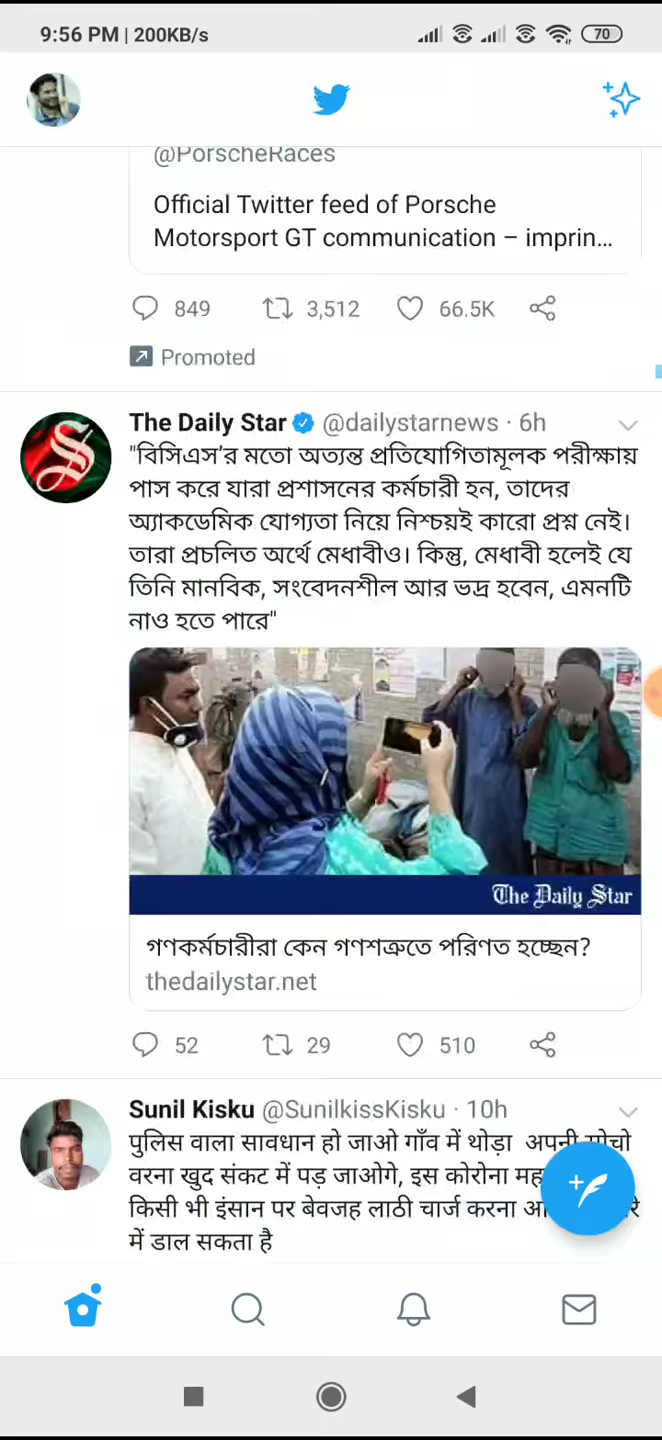 9:56 PM | 200KB/s
70
@PorscheRaces
Official Twitter feed of Porsche
Motorsport GT communication – imprin...
849 3,512 66.5K
Promoted
The Daily Star @dailystarnews · 6h
"বিসিএস’র মতো অত্যন্ত প্রতিযোগিতামূলক পরীক্ষায়
পাস করে যারা প্রশাসনের কর্মচারী হন, তাদের
অ্যাকডেমিক যোগ্যতা নিয়ে নিশ্চয়ই কারো প্রশ্ন নেই।
তারা প্রচলিত অর্থে মেধাবীও। কিন্তু, মেধাবী হলেই যে
তিনি মানবিক, সংবেদনশীল আর ভদ্র হবেন, এমনটি
নাও হতে পারে"
The Daily Star
গণকর্মচারীরা কেন গণশত্রুতে পরিণত হচ্ছেন?
thedailystar.net
52 29 510
Sunil Kisku @SunilkissKisku · 10h
पुलिस वाला सावधान हो जाओ गाँव में थोड़ा अपनी सोचो
वरना खुद संकट में पड़ जाओगे, इस कोरोना
किसी भी इंसान पर बेवजह लाठी चार्ज करना
में डाल सकता है